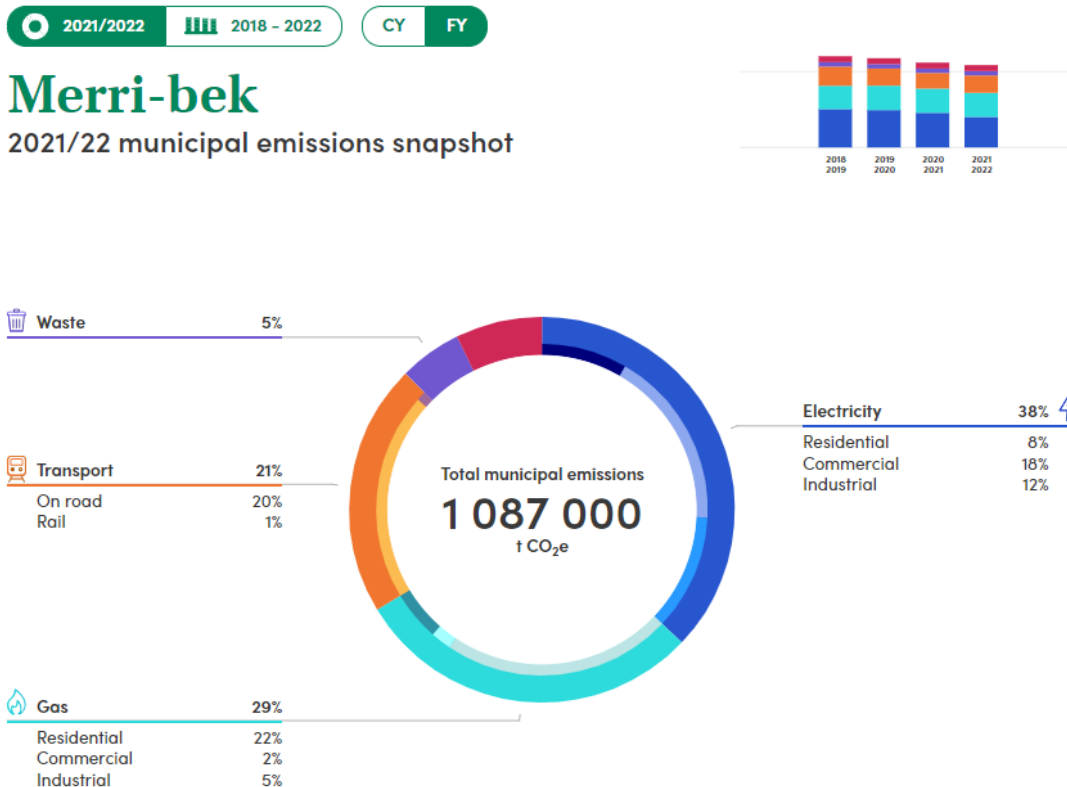 2021/2022 2018 - 2022 CY FY
Merri-bek
2021/22 municipal emissions snapshot
2018 2019 2020 2021
2019 2020 2021 2022
Waste 5%
Transport 21%
On road 20%
Rail 1%
Gas 29%
Residential 22%
Commercial 2%
Industrial 5%
Total municipal emissions
1 087 000
t CO₂e
Electricity 38%
Residential 8%
Commercial 18%
Industrial 12%